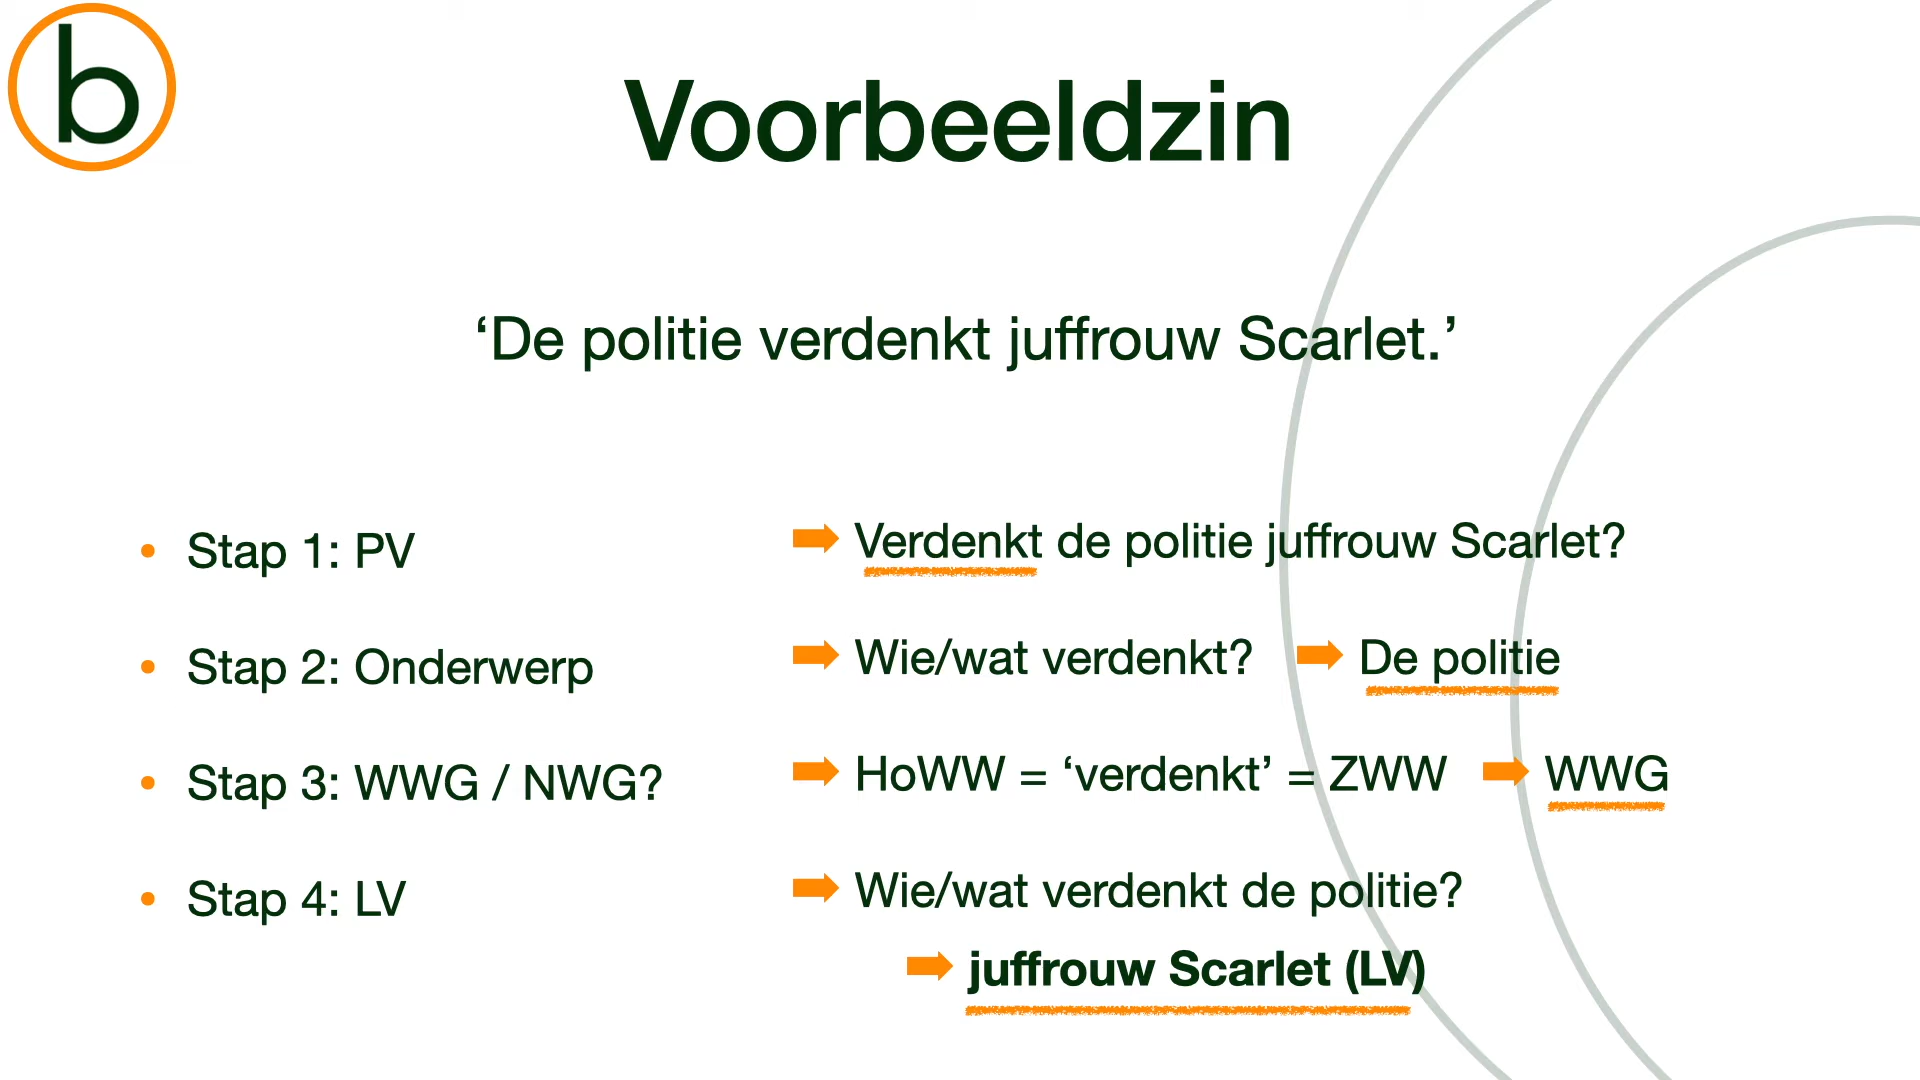 b
Voorbeeldzin
‘De politie verdenkt juffrouw Scarlet.’
• Stap 1: PV ➡ Verdenkt de politie juffrouw Scarlet?
• Stap 2: Onderwerp ➡ Wie/wat verdenkt? ➡ De politie
• Stap 3: WWG / NWG? ➡ HoWW = ‘verdenkt’ = ZWW ➡ WWG
• Stap 4: LV ➡ Wie/wat verdenkt de politie?
➡ juffrouw Scarlet (LV)